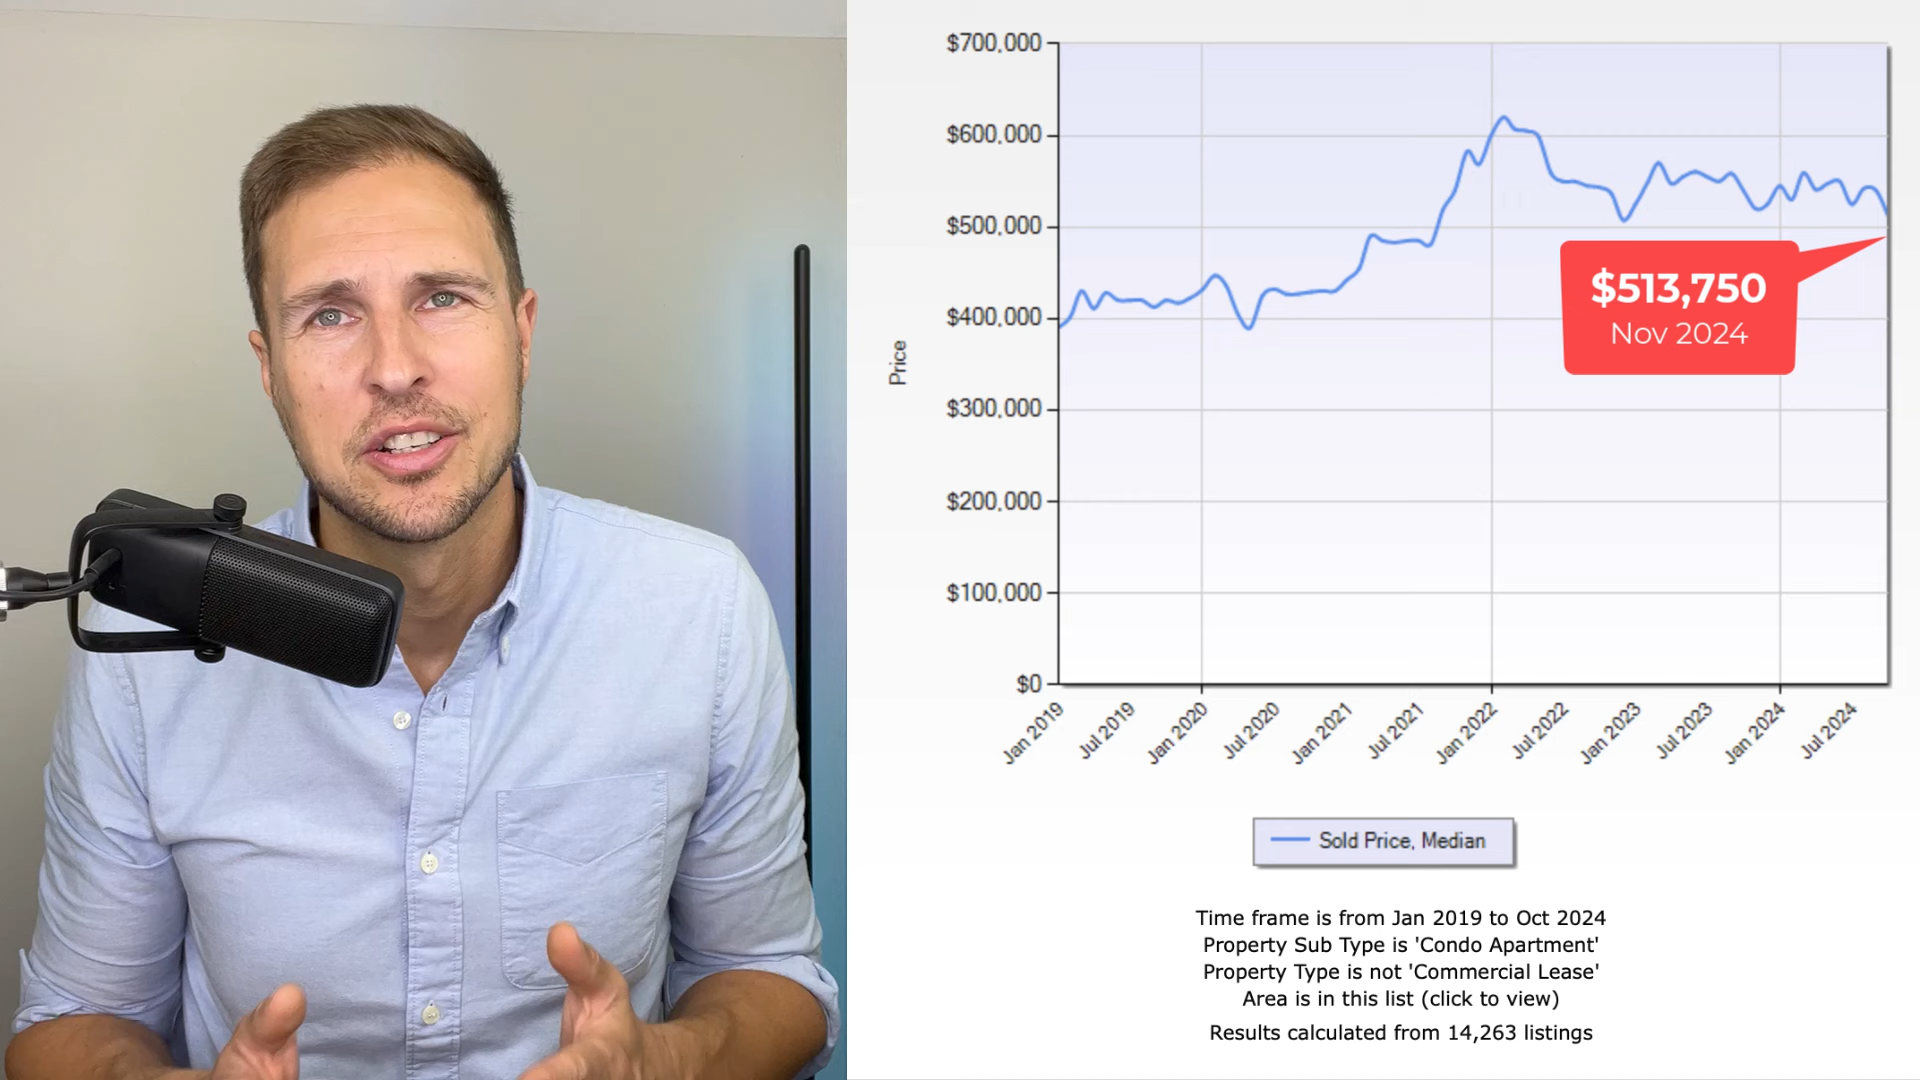 $700,000
$600,000
$500,000
$400,000
$300,000
$200,000
$100,000
$0
Price
$513,750
Nov 2024
Jan 2019
Jul 2019
Jan 2020
Jul 2020
Jan 2021
Jul 2021
Jan 2022
Jul 2022
Jan 2023
Jul 2023
Jan 2024
Jul 2024
Sold Price, Median
Time frame is from Jan 2019 to Oct 2024
Property Sub Type is 'Condo Apartment'
Property Type is not 'Commercial Lease'
Area is in this list (click to view)
Results calculated from 14,263 listings